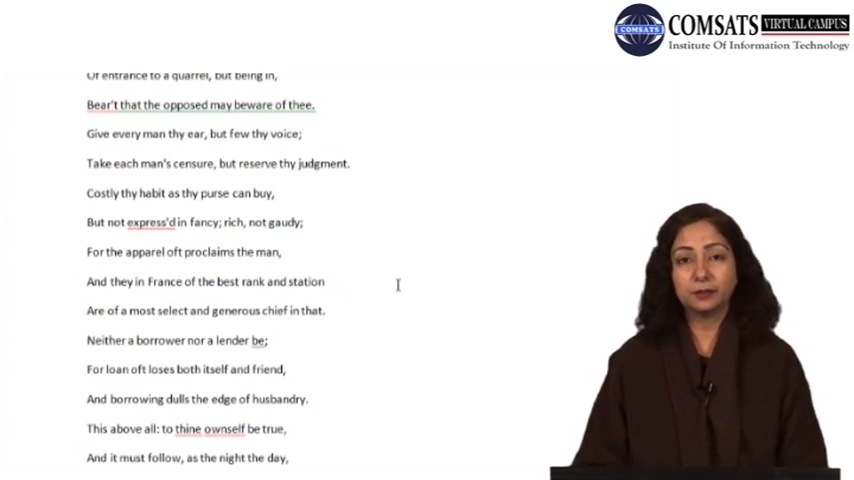 COMSATS VIRTUAL CAMPUS
COMSATS
Institute Of Information Technology
Of entrance to a quarrel, but being in,
Bear't that the opposed may beware of thee.
Give every man thy ear, but few thy voice;
Take each man's censure, but reserve thy judgment.
Costly thy habit as thy purse can buy,
But not express'd in fancy; rich, not gaudy;
For the apparel oft proclaims the man,
And they in France of the best rank and station
Are of a most select and generous chief in that.
Neither a borrower nor a lender be;
For loan oft loses both itself and friend,
And borrowing dulls the edge of husbandry.
This above all: to thine ownself be true,
And it must follow, as the night the day,